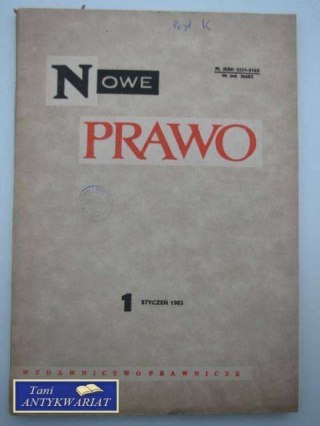 NOWE
PRAWO
1 STYCZEŃ 1983
WYDAWNICTWO PRAWNICZE
Tani
ANTYKWARIAT